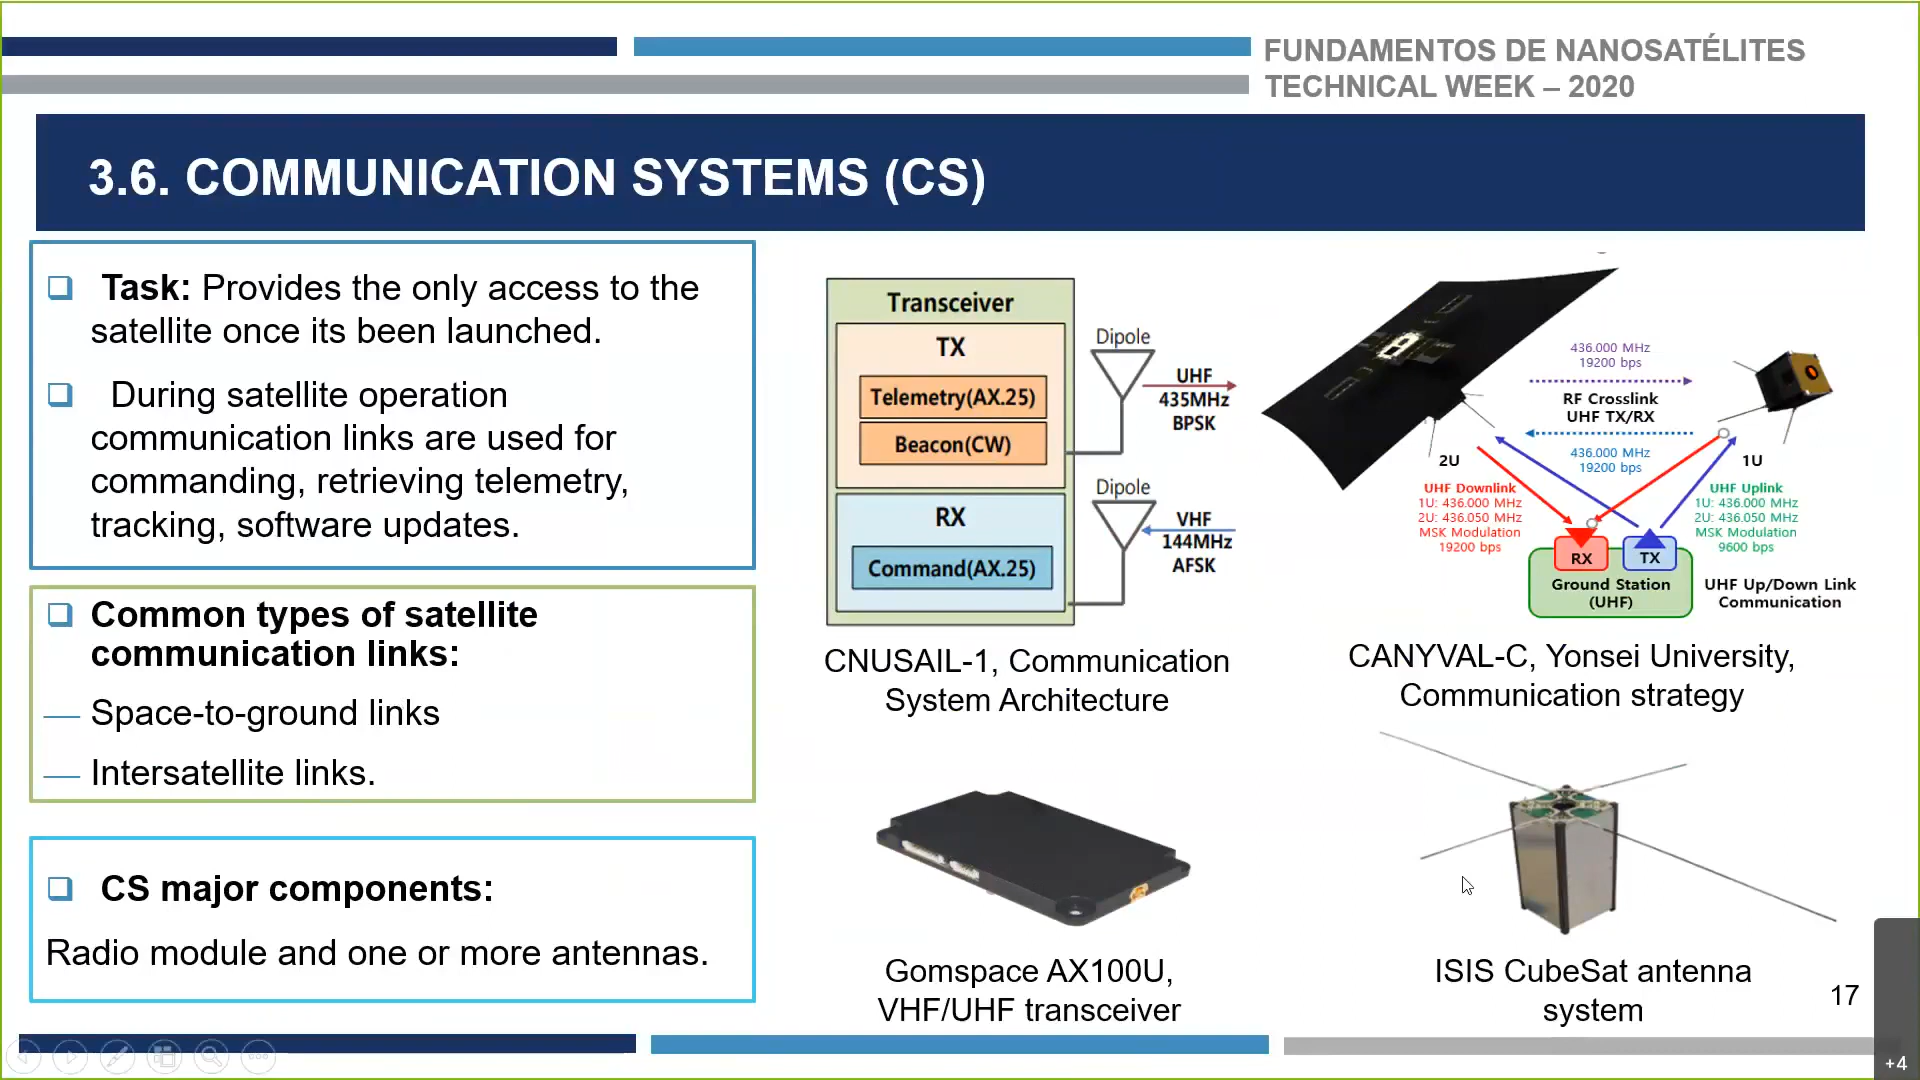 FUNDAMENTOS DE NANOSATÉLITES
TECHNICAL WEEK – 2020
3.6. COMMUNICATION SYSTEMS (CS)
Task: Provides the only access to the
satellite once its been launched.
During satellite operation
communication links are used for
commanding, retrieving telemetry,
tracking, software updates.
Common types of satellite
communication links:
Space-to-ground links
Intersatellite links.
CS major components:
Radio module and one or more antennas.
Transceiver
TX
Telemetry(AX.25)
Beacon(CW)
RX
Command(AX.25)
Dipole
UHF
435MHz
BPSK
Dipole
VHF
144MHz
AFSK
CNUSAIL-1, Communication
System Architecture
436.000 MHz
19200 bps
RF Crosslink
UHF TX/RX
436.000 MHz
19200 bps
2U
1U
UHF Downlink
1U: 436.000 MHz
2U: 436.050 MHz
MSK Modulation
19200 bps
UHF Uplink
1U: 436.000 MHz
2U: 436.050 MHz
MSK Modulation
9600 bps
RX
TX
Ground Station
(UHF)
UHF Up/Down Link
Communication
CANYVAL-C, Yonsei University,
Communication strategy
Gomspace AX100U,
VHF/UHF transceiver
ISIS CubeSat antenna
system
17
+4